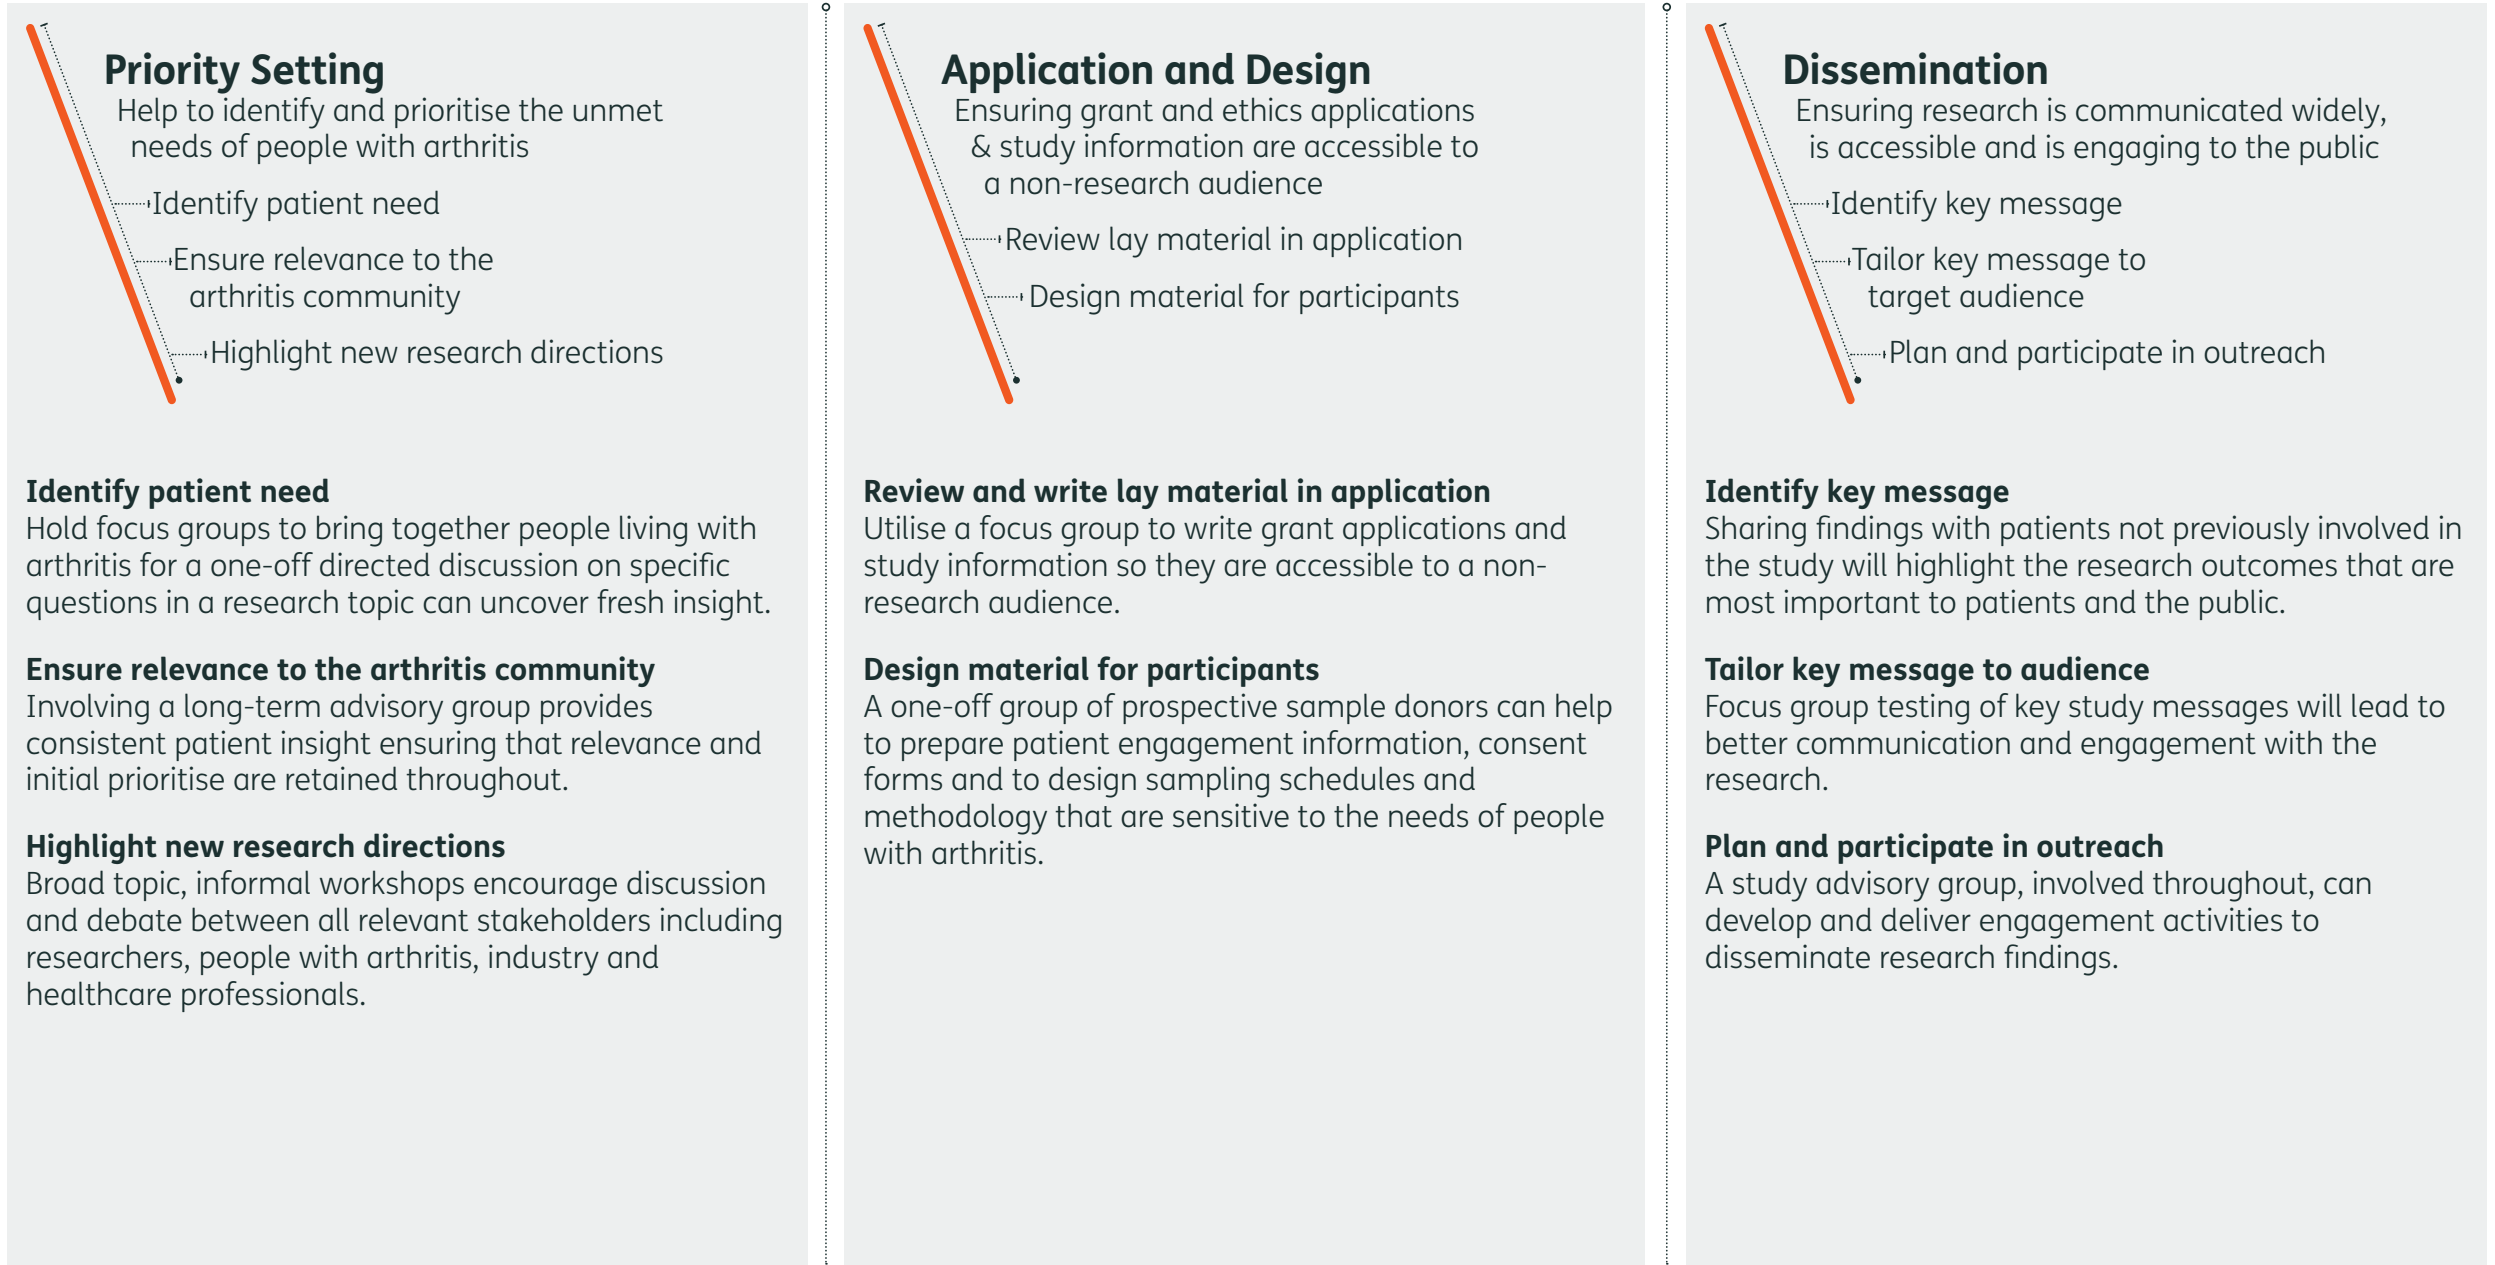 Priority Setting
Help to identify and prioritise the unmet
needs of people with arthritis
Identify patient need
Ensure relevance to the
arthritis community
Highlight new research directions
Identify patient need
Hold focus groups to bring together people living with
arthritis for a one-off directed discussion on specific
questions in a research topic can uncover fresh insight.
Ensure relevance to the arthritis community
Involving a long-term advisory group provides
consistent patient insight ensuring that relevance and
initial prioritise are retained throughout.
Highlight new research directions
Broad topic, informal workshops encourage discussion
and debate between all relevant stakeholders including
researchers, people with arthritis, industry and
healthcare professionals.
Application and Design
Ensuring grant and ethics applications
& study information are accessible to
a non-research audience
Review lay material in application
Design material for participants
Review and write lay material in application
Utilise a focus group to write grant applications and
study information so they are accessible to a non-
research audience.
Design material for participants
A one-off group of prospective sample donors can help
to prepare patient engagement information, consent
forms and to design sampling schedules and
methodology that are sensitive to the needs of people
with arthritis.
Dissemination
Ensuring research is communicated widely,
is accessible and is engaging to the public
Identify key message
Tailor key message to
target audience
Plan and participate in outreach
Identify key message
Sharing findings with patients not previously involved in
the study will highlight the research outcomes that are
most important to patients and the public.
Tailor key message to audience
Focus group testing of key study messages will lead to
better communication and engagement with the
research.
Plan and participate in outreach
A study advisory group, involved throughout, can
develop and deliver engagement activities to
disseminate research findings.